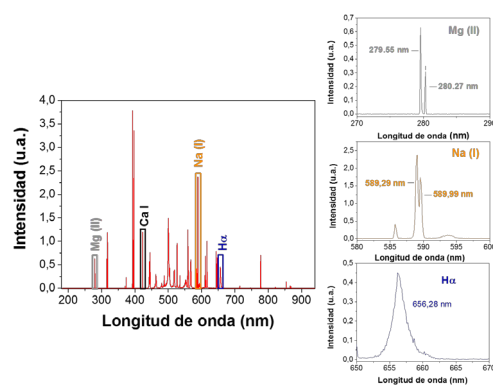 Intensidad (u.a.)
4,0
3,5
3,0
2,5
2,0
1,5
1,0
0,5
0,0
200 300 400 500 600 700 800 900
Longitud de onda (nm)
Mg (II)
Ca I
Na (I)
Hα
Intensidad (u.a.)
0,7
0,6
0,5
0,4
0,3
0,2
0,1
0,0
Mg (II)
279.55 nm
280.27 nm
270 280 290
Longitud de onda (nm)
Intensidad (u.a.)
2,5
2,0
1,5
1,0
0,5
0,0
Na (I)
589,29 nm
589,99 nm
580 585 590 595 600
Longitud de onda (nm)
Intensidad (u.a.)
0,5
0,4
0,3
0,2
0,1
0,0
Hα
656,28 nm
650 655 660 665 670
Longitud de onda (nm)